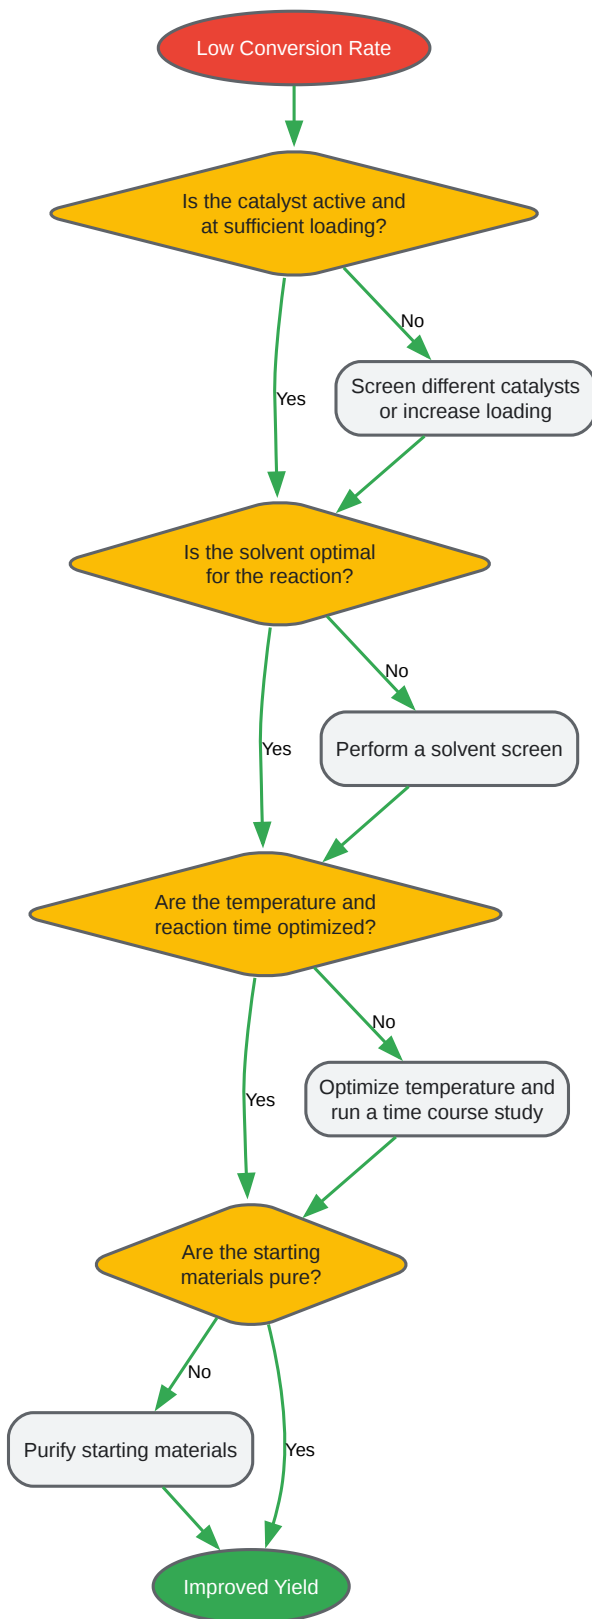 Low Conversion Rate
Is the catalyst active and
at sufficient loading?
No
Screen different catalysts
or increase loading
Yes
Is the solvent optimal
for the reaction?
No
Perform a solvent screen
Yes
Are the temperature and
reaction time optimized?
No
Optimize temperature and
run a time course study
Yes
Are the starting
materials pure?
No
Purify starting materials
Yes
Improved Yield